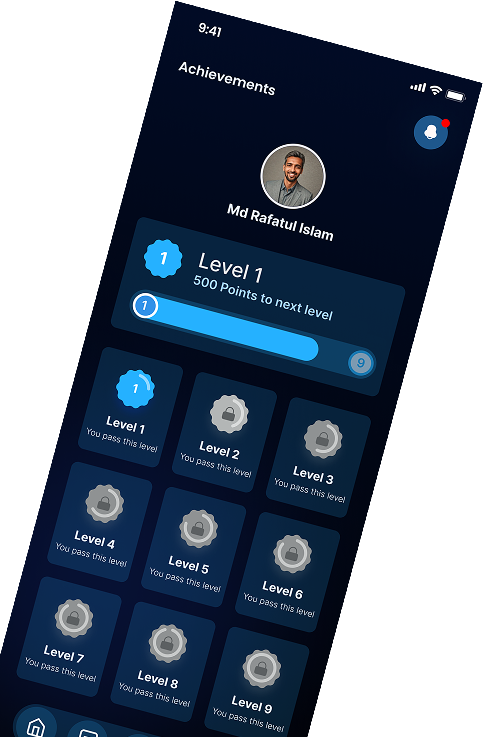 9:41
Achievements
Md Rafatul Islam
1
Level 1
500 Points to next level
1
9
1
Level 1
You pass this level
Level 2
You pass this level
Level 3
You pass this level
Level 4
You pass this level
Level 5
You pass this level
Level 6
You pass this level
Level 7
You pass this level
Level 8
You pass this level
Level 9
You pass this level